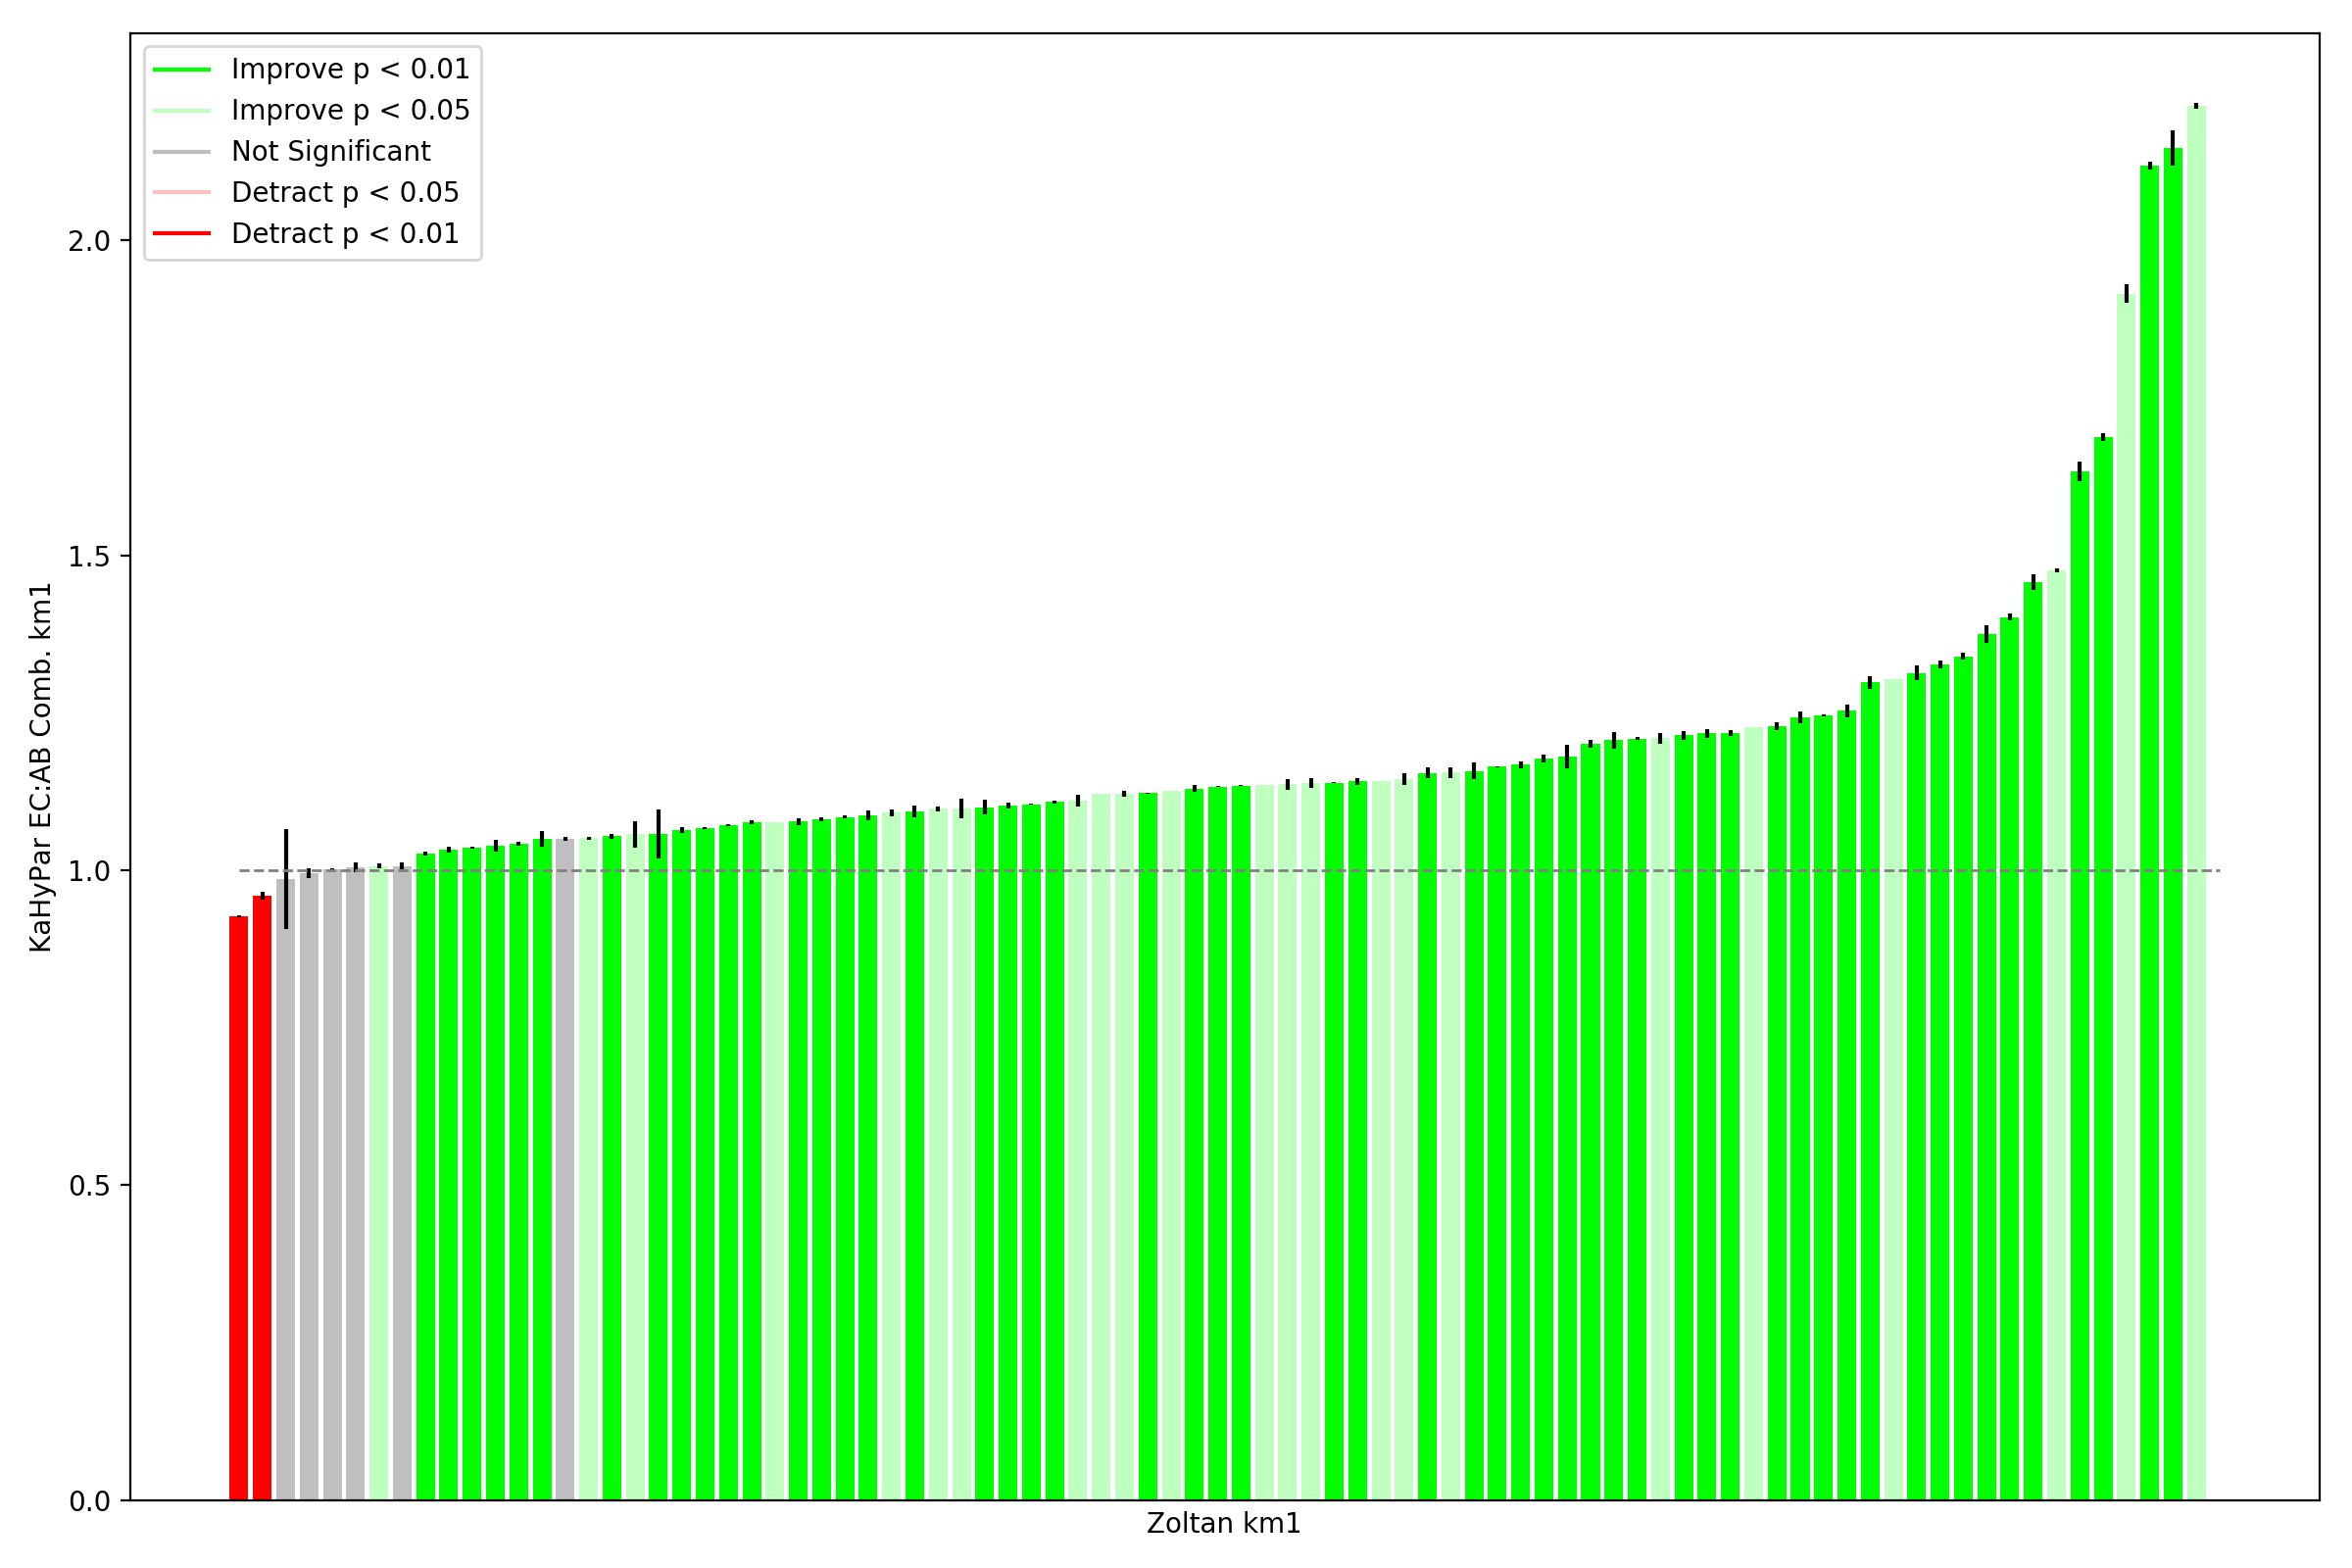 Improve p < 0.01
Improve p < 0.05
Not Significant
Detract p < 0.05
Detract p < 0.01
2.0
1.5
1.0
0.5
0.0
KaHyPar EC:AB Comb. km1
Zoltan km1